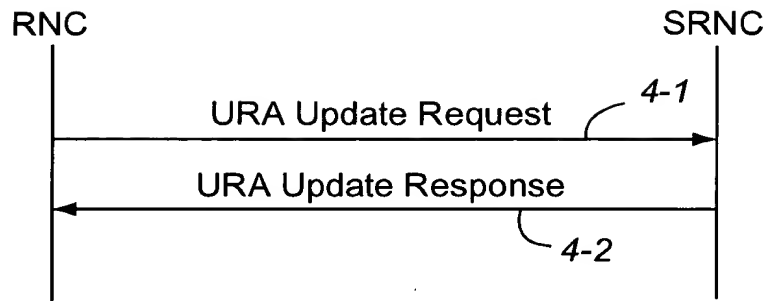 RNC
SRNC
URA Update Request
4-1
URA Update Response
4-2